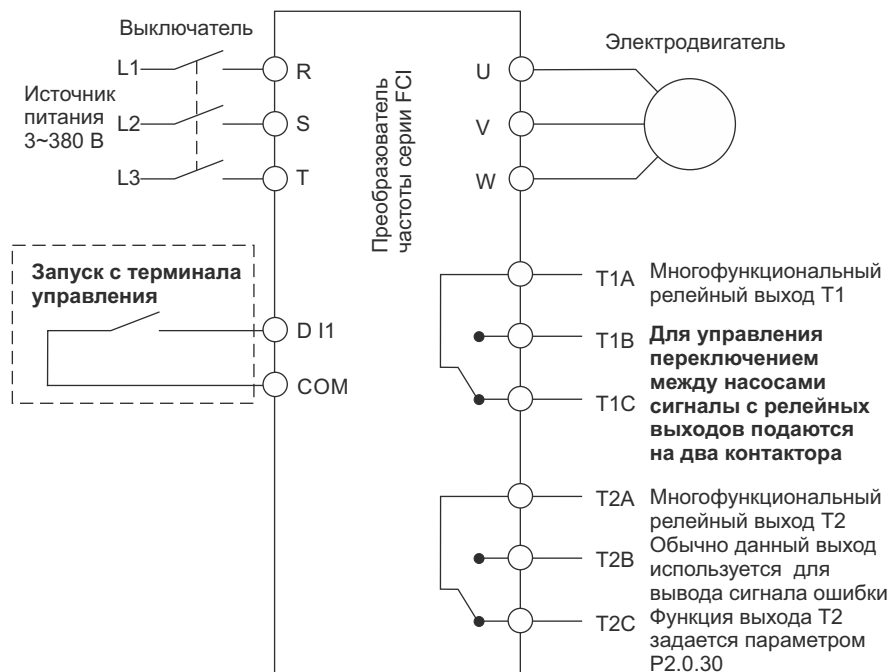 Выключатель
L1
R
Источник
питания
3~380 В
L2
S
L3
T
Преобразователь
частоты серии FCI
U
V
W
Электродвигатель
Запуск с терминала
управления
D I1
COM
T1A
Многофункциональный
релейный выход T1
T1B
Для управления
переключением
между насосами
сигналы с релейных
выходов подаются
на два контактора
T1C
T2A
Многофункциональный
релейный выход T2
T2B
Обычно данный выход
используется для
вывода сигнала ошибки
T2C
Функция выхода T2
задается параметром
P2.0.30